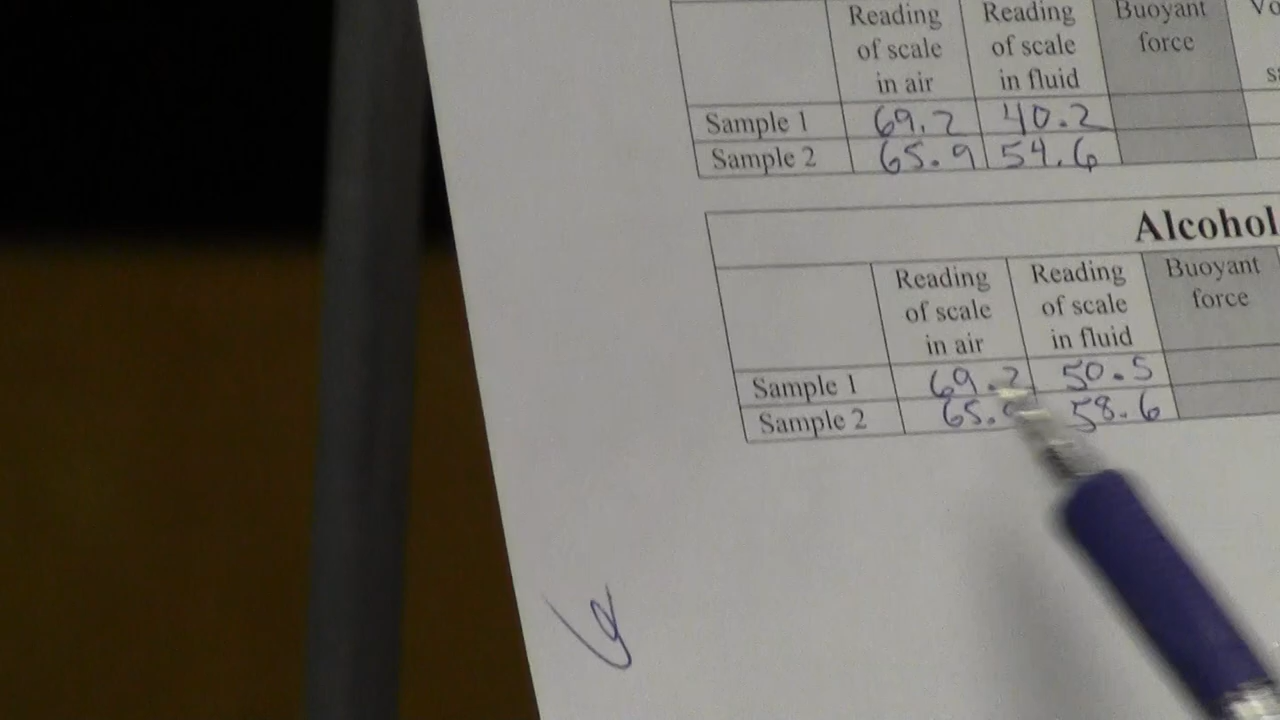 Reading of scale in air Reading of scale in fluid Buoyant force
Sample 1 69.2 40.2
Sample 2 65.9 54.6
Alcohol
Reading of scale in air Reading of scale in fluid Buoyant force
Sample 1 69.2 50.5
Sample 2 58.6